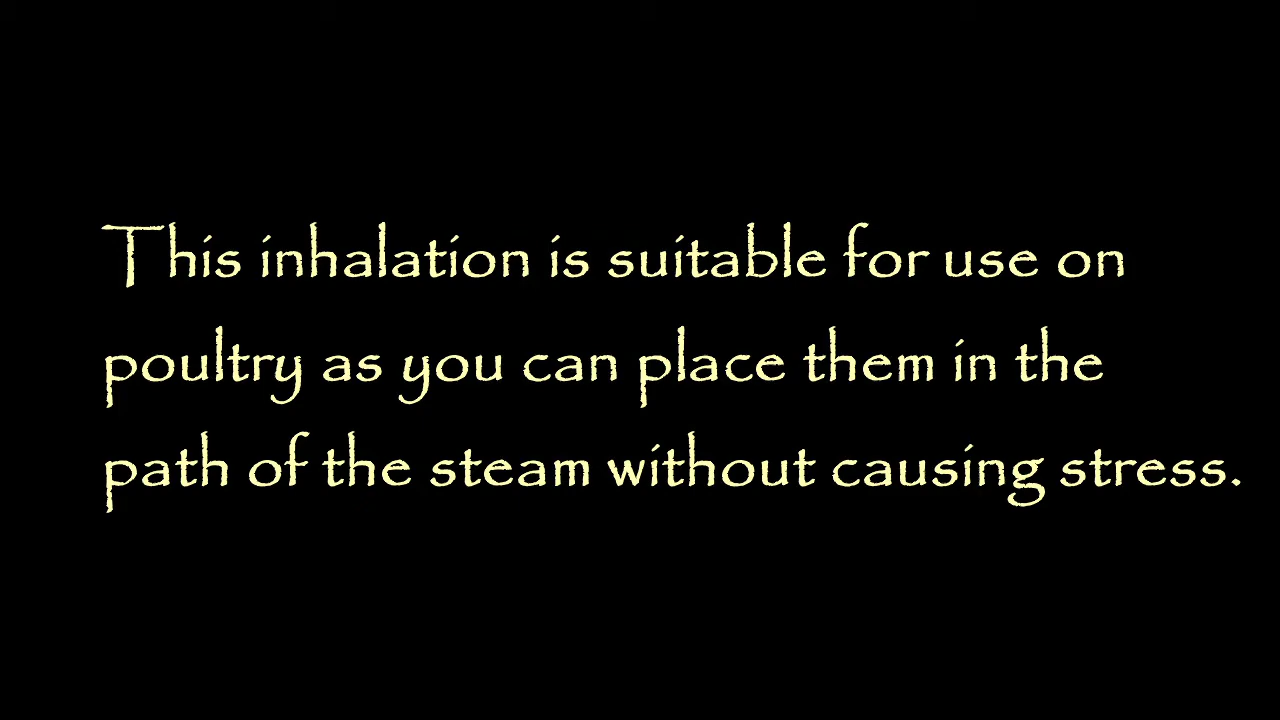 This inhalation is suitable for use on
poultry as you can place them in the
path of the steam without causing stress.